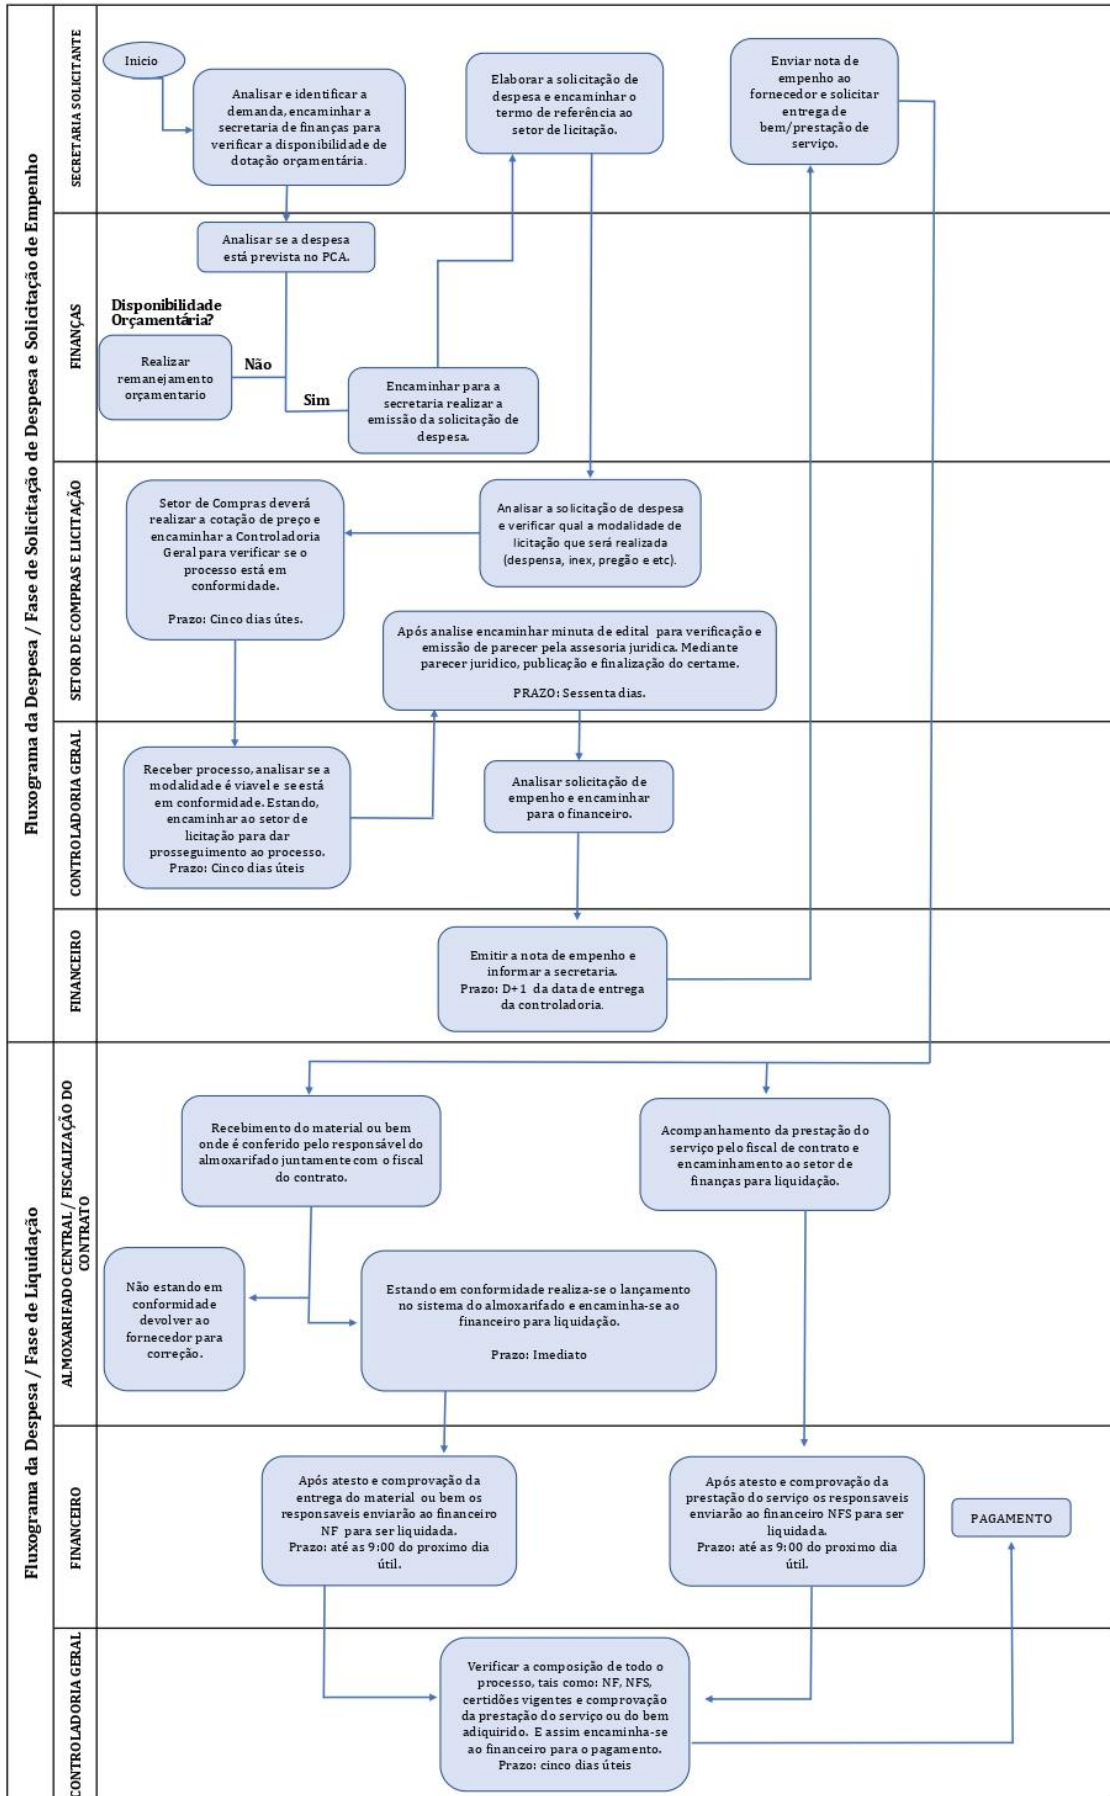 Fluxograma da Despesa / Fase de Solicitação de Despesa e Solicitação de Empenho
SECRETARIA SOLICITANTE
Inicio
Analisar e identificar a
demanda, encaminhar a
secretaria de finanças para
verificar a disponibilidade de
dotação orçamentária.
Elaborar a solicitação de
despesa e encaminhar o
termo de referência ao
setor de licitação.
Enviar nota de
empenho ao
fornecedor e solicitar
entrega de
bem/prestação de
serviço.
FINANÇAS
Analisar se a despesa
está prevista no PCA.
Disponibilidade
Orçamentária?
Realizar
remanejamento
orçamentario
Não
Sim
Encaminhar para a
secretaria realizar a
emissão da solicitação de
despesa.
SETOR DE COMPRAS E LICITAÇÃO
Setor de Compras deverá
realizar a cotação de preço e
encaminhar a Controladoria
Geral para verificar se o
processo está em
conformidade.
Prazo: Cinco dias útes.
Analisar a solicitação de despesa
e verificar qual a modalidade de
licitação que será realizada
(despensa, inex, pregão e etc).
Após analise encaminhar minuta de edital para verificação e
emissão de parecer pela assesoria juridica. Mediante
parecer juridico, publicação e finalização do certame.
PRAZO: Sessenta dias.
CONTROLADORIA GERAL
Receber processo, analisar se a
modalidade é viavel e se está
em conformidade. Estando,
encaminhar ao setor de
licitação para dar
prosseguimento ao processo.
Prazo: Cinco dias úteis
Analisar solicitação de
empenho e encaminhar
para o financeiro.
FINANCEIRO
Emitir a nota de empenho e
informar a secretaria.
Prazo: D+1 da data de entrega
da controladoria.
Fluxograma da Despesa / Fase de Liquidação
ALMOXARIFADO CENTRAL / FISCALIZAÇÃO DO
CONTRATO
Recebimento do material ou bem
onde é conferido pelo responsável do
almoxarifado juntamente com o fiscal
do contrato.
Acompanhamento da prestação do
serviço pelo fiscal de contrato e
encaminhamento ao setor de
finanças para liquidação.
Não estando em
conformidade
devolver ao
fornecedor para
correção.
Estando em conformidade realiza-se o lançamento
no sistema do almoxarifado e encaminha-se ao
financeiro para liquidação.
Prazo: Imediato
FINANCEIRO
Após atesto e comprovação da
entrega do material ou bem os
responsaveis enviarão ao financeiro
NF para ser liquidada.
Prazo: até as 9:00 do proximo dia
útil.
Após atesto e comprovação da
prestação do serviço os responsaveis
enviarão ao financeiro NFS para ser
liquidada.
Prazo: até as 9:00 do proximo dia
útil.
PAGAMENTO
CONTROLADORIA GERAL
Verificar a composição de todo o
processo, tais como: NF, NFS,
certidões vigentes e comprovação
da prestação do serviço ou do bem
adiquirido. E assim encaminha-se
ao financeiro para o pagamento.
Prazo: cinco dias úteis